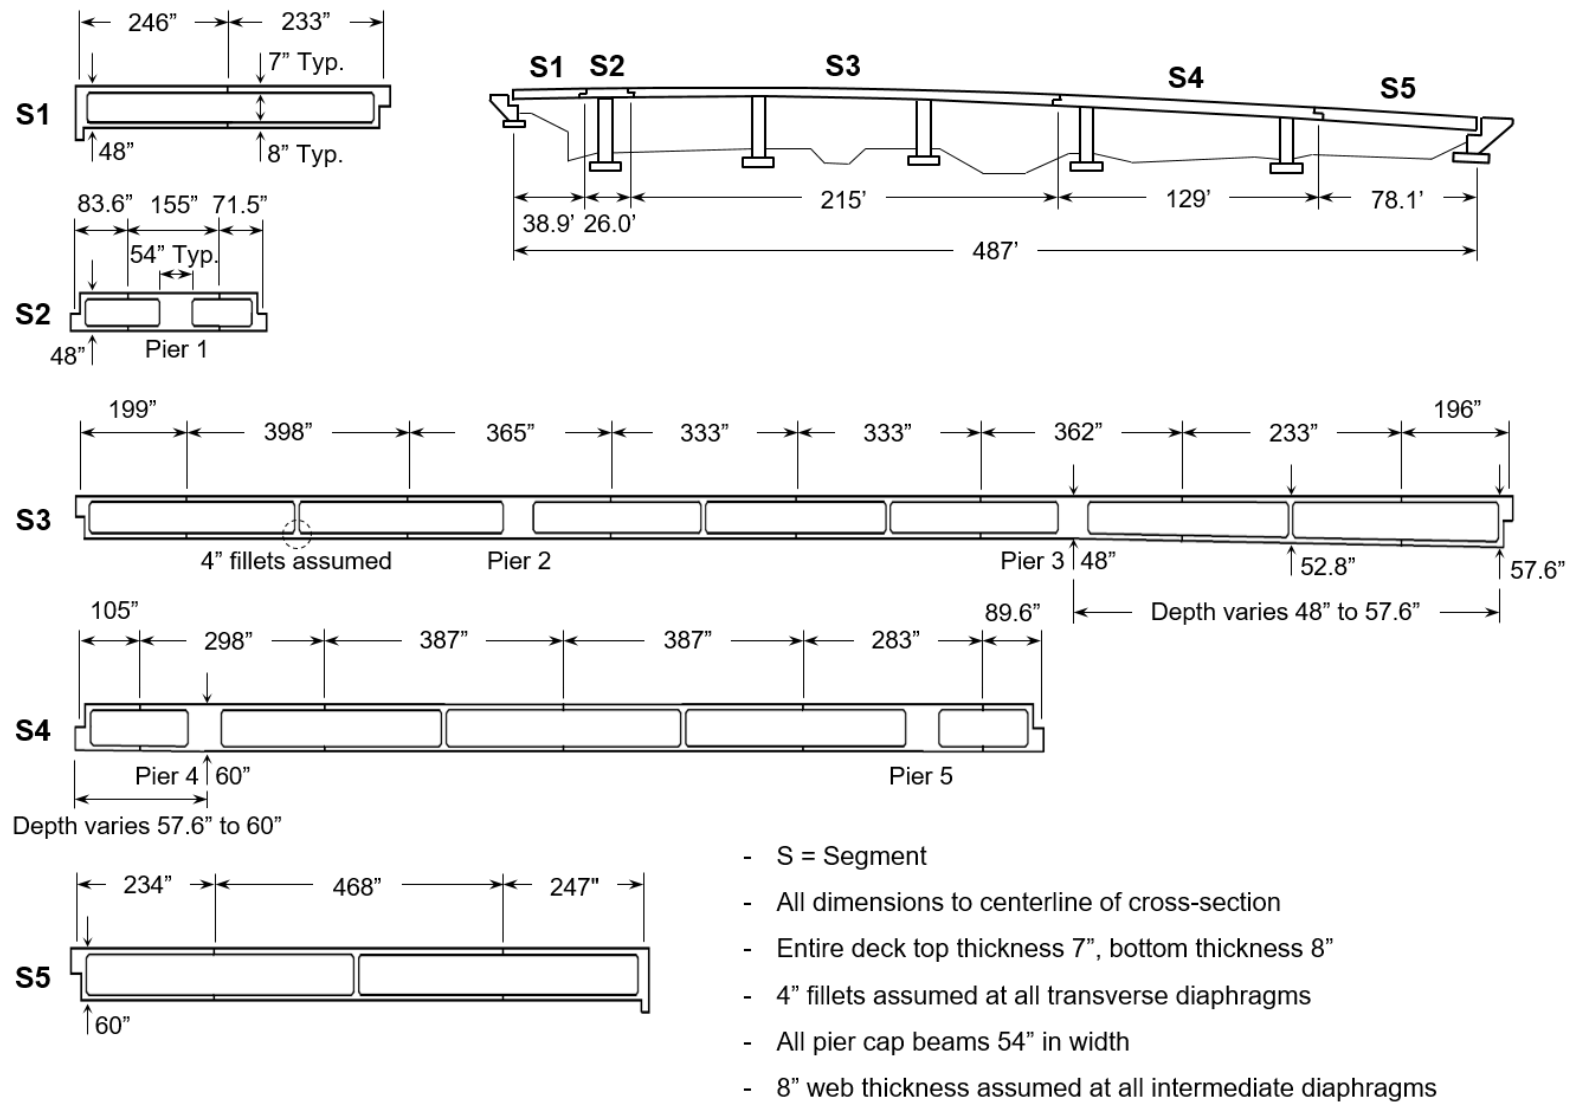 246” 233”
7” Typ.
S1
48”
8” Typ.
S1 S2 S3 S4 S5
38.9’ 26.0’ 215’ 129’ 78.1’
487’
83.6” 155” 71.5”
54” Typ.
S2
48”
Pier 1
199” 398” 365” 333” 333” 362” 233” 196”
S3
4” fillets assumed
Pier 2
Pier 3
48”
52.8”
57.6”
Depth varies 48” to 57.6”
105” 298” 387” 387” 283” 89.6”
S4
Pier 4
60”
Pier 5
Depth varies 57.6” to 60”
234” 468” 247"
S5
60”
- S = Segment
- All dimensions to centerline of cross-section
- Entire deck top thickness 7”, bottom thickness 8”
- 4” fillets assumed at all transverse diaphragms
- All pier cap beams 54” in width
- 8” web thickness assumed at all intermediate diaphragms